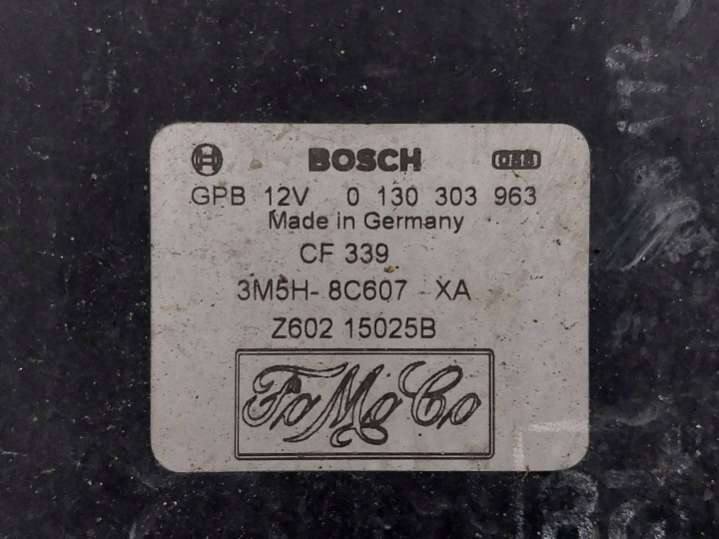 BOSCH
GPB 12V 0 130 303 963
Made in Germany
CF 339
3M5H- 8C607 - XA
Z602 15025B
FoMoCo